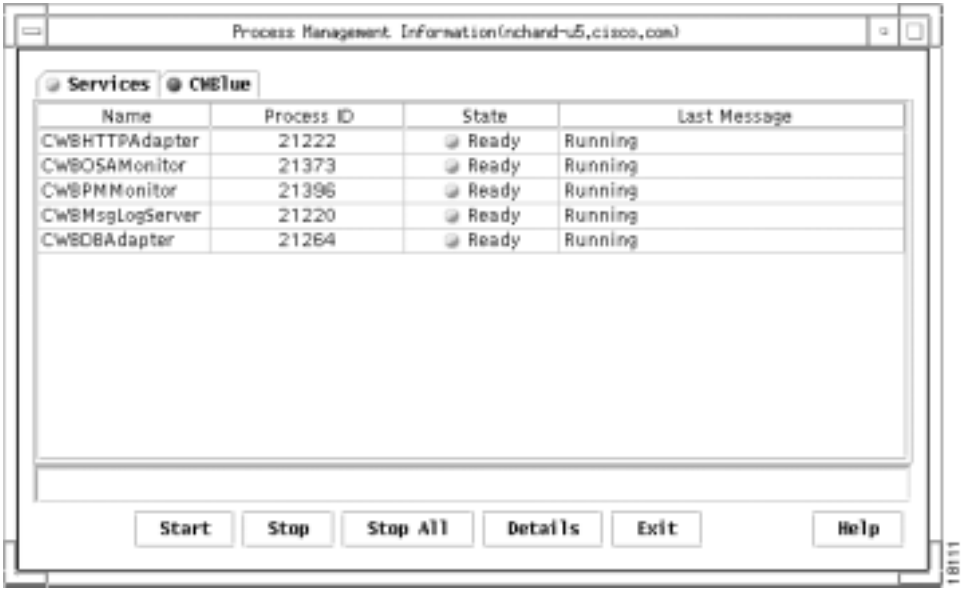 Process Management Information(nchand-u5,cisco,com)
Services CWBlue
Name Process ID State Last Message
CWBHTTPAdapter 21222 Ready Running
CWBOSAMonitor 21373 Ready Running
CWBPMMonitor 21396 Ready Running
CWBMsgLogServer 21220 Ready Running
CWBDBAdapter 21264 Ready Running
Start Stop Stop All Details Exit Help
18111